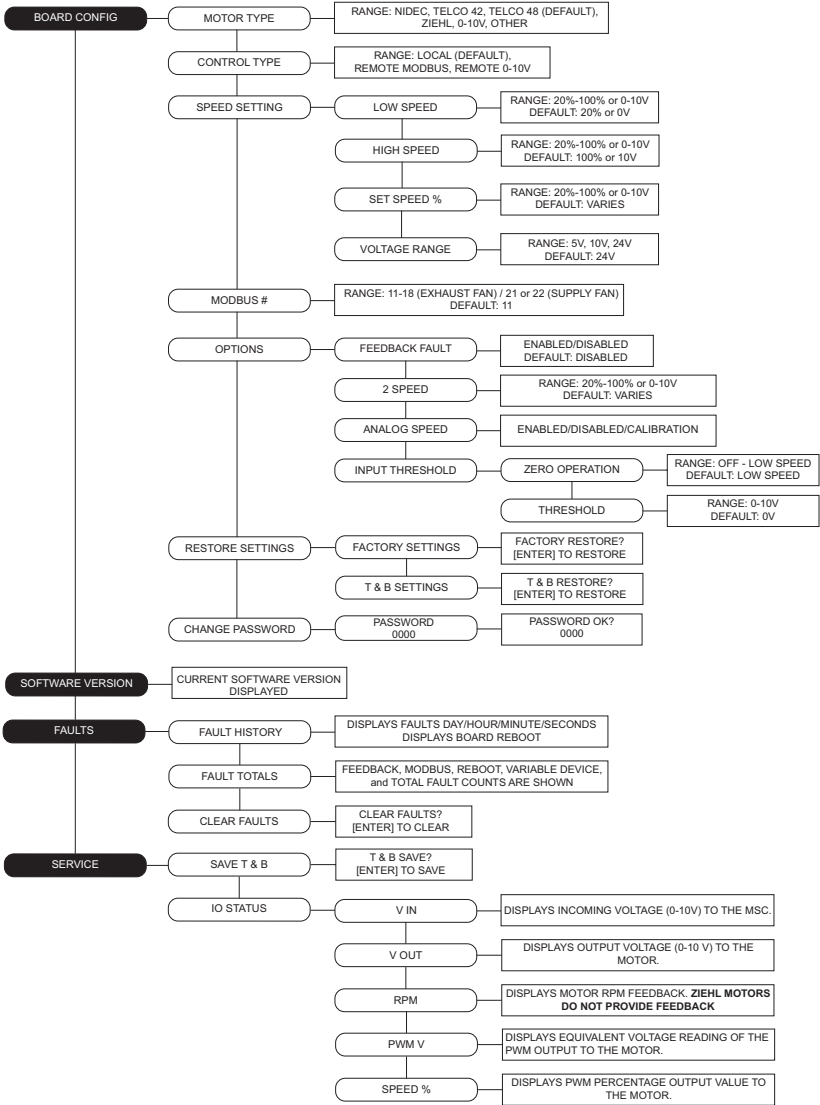 BOARD CONFIG
MOTOR TYPE
RANGE: NIDEC, TELCO 42, TELCO 48 (DEFAULT),
ZIEHL, 0-10V, OTHER
CONTROL TYPE
RANGE: LOCAL (DEFAULT),
REMOTE MODBUS, REMOTE 0-10V
SPEED SETTING
LOW SPEED
RANGE: 20%-100% or 0-10V
DEFAULT: 20% or 0V
HIGH SPEED
RANGE: 20%-100% or 0-10V
DEFAULT: 100% or 10V
SET SPEED %
RANGE: 20%-100% or 0-10V
DEFAULT: VARIES
VOLTAGE RANGE
RANGE: 5V, 10V, 24V
DEFAULT: 24V
MODBUS #
RANGE: 11-18 (EXHAUST FAN) / 21 or 22 (SUPPLY FAN)
DEFAULT: 11
OPTIONS
FEEDBACK FAULT
ENABLED/DISABLED
DEFAULT: DISABLED
2 SPEED
RANGE: 20%-100% or 0-10V
DEFAULT: VARIES
ANALOG SPEED
ENABLED/DISABLED/CALIBRATION
INPUT THRESHOLD
ZERO OPERATION
RANGE: OFF - LOW SPEED
DEFAULT: LOW SPEED
THRESHOLD
RANGE: 0-10V
DEFAULT: 0V
RESTORE SETTINGS
FACTORY SETTINGS
FACTORY RESTORE?
[ENTER] TO RESTORE
T & B SETTINGS
T & B RESTORE?
[ENTER] TO RESTORE
CHANGE PASSWORD
PASSWORD
0000
PASSWORD OK?
0000
SOFTWARE VERSION
CURRENT SOFTWARE VERSION
DISPLAYED
FAULTS
FAULT HISTORY
DISPLAYS FAULTS DAY/HOUR/MINUTE/SECONDS
DISPLAYS BOARD REBOOT
FAULT TOTALS
FEEDBACK, MODBUS, REBOOT, VARIABLE DEVICE,
and TOTAL FAULT COUNTS ARE SHOWN
CLEAR FAULTS
CLEAR FAULTS?
[ENTER] TO CLEAR
SERVICE
SAVE T & B
T & B SAVE?
[ENTER] TO SAVE
IO STATUS
V IN
DISPLAYS INCOMING VOLTAGE (0-10V) TO THE MSC.
V OUT
DISPLAYS OUTPUT VOLTAGE (0-10 V) TO THE
MOTOR.
RPM
DISPLAYS MOTOR RPM FEEDBACK. ZIEHL MOTORS
DO NOT PROVIDE FEEDBACK
PWM V
DISPLAYS EQUIVALENT VOLTAGE READING OF THE
PWM OUTPUT TO THE MOTOR.
SPEED %
DISPLAYS PWM PERCENTAGE OUTPUT VALUE TO
THE MOTOR.